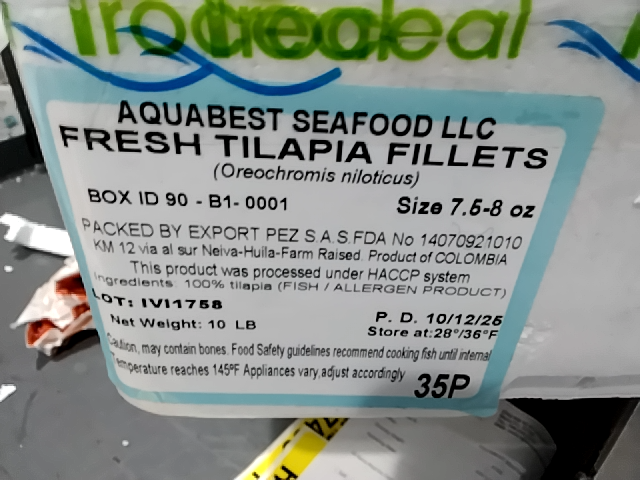 AQUABEST SEAFOOD LLC
FRESH TILAPIA FILLETS
(Oreochromis niloticus)
BOX ID 90 - B1- 0001
Size 7.5-8 oz
PACKED BY EXPORT PEZ S.A.S.FDA No 14070921010
KM 12 via al sur Neiva-Huila-Farm Raised. Product of COLOMBIA
This product was processed under HACCP system
Ingredients: 100% tilapia (FISH / ALLERGEN PRODUCT)
LOT: IVI1758
P. D. 10/12/25
Net Weight: 10 LB
Store at:28°/36°F
Caution, may contain bones. Food Safety guidelines recommend cooking fish until internal
Temperature reaches 145ºF Appliances vary,adjust accordingly
35P